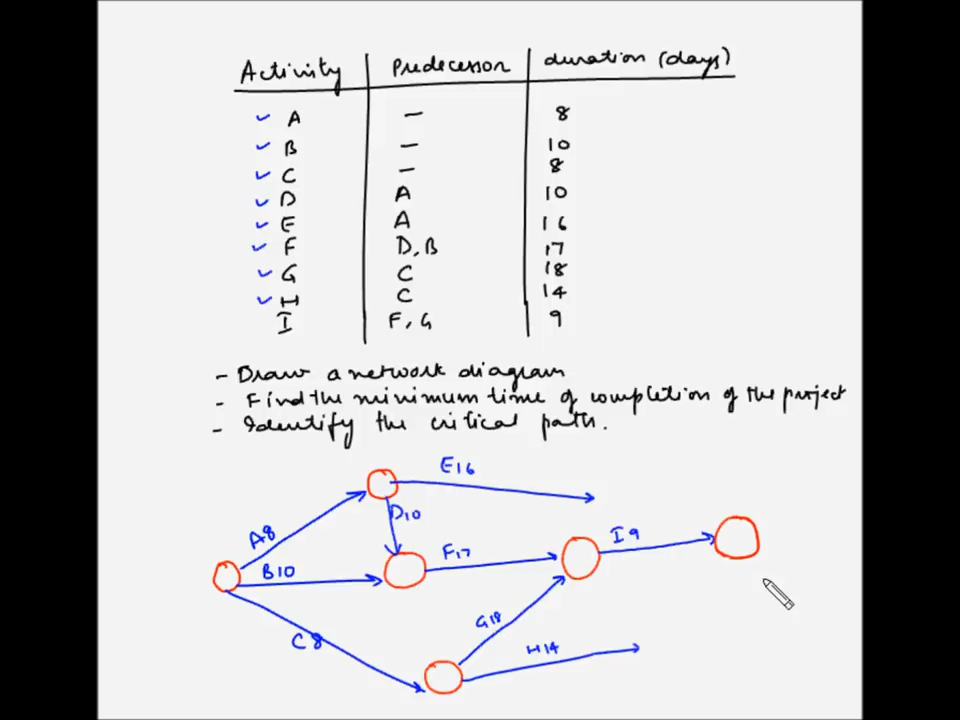 Activity Predecessor duration (days)
A — 8
B — 10
C — 8
D A 10
E A 16
F D, B 17
G C 18
H C 14
I F, G 9
- Draw a network diagram
- Find the minimum time of completion of the project
- Identify the critical path.
E16
D10
A8
I9
F17
B10
G18
C8
H14